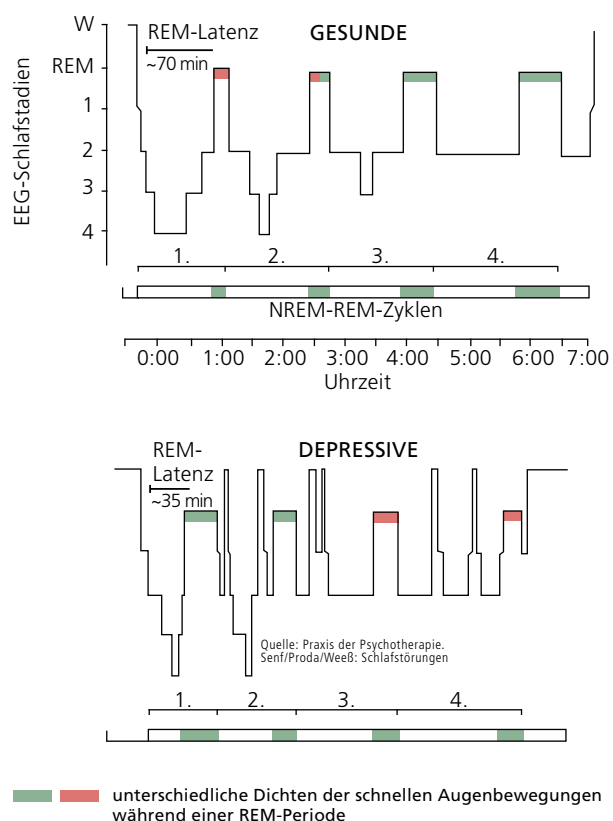 W
REM-Latenz
GESUNDE
REM
~70 min
1
2
3
4
EEG-Schlafstadien
1.
2.
3.
4.
NREM-REM-Zyklen
0:00 1:00 2:00 3:00 4:00 5:00 6:00 7:00
Uhrzeit
REM-
Latenz
DEPRESSIVE
~35 min
Quelle: Praxis der Psychotherapie.
Senf/Proda/Weeß: Schlafstörungen
1.
2.
3.
4.
unterschiedliche Dichten der schnellen Augenbewegungen
während einer REM-Periode